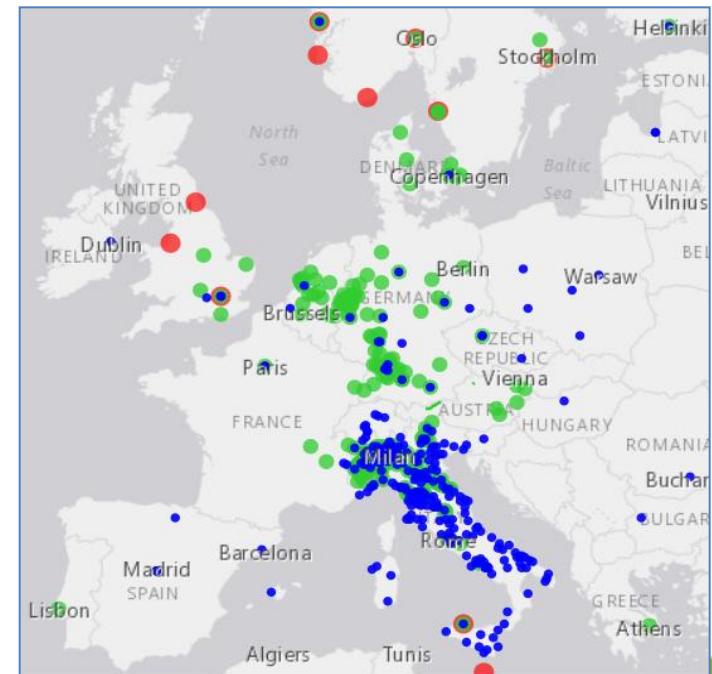 Helsinki
Oslo
Stockholm
ESTONI
North
Sea
LATVI
DENMARK
Copenhagen
Baltic
Sea
UNITED
KINGDOM
LITHUANIA
Vilnius
Dublin
IRELAND
BEL
Berlin
Warsaw
GERMANY
Brussels
CZECH
REPUBLIC
Paris
Vienna
FRANCE
AUSTRIA
HUNGARY
Milan
ROMANIA
Buchar
BULGAR
Rome
Barcelona
Madrid
SPAIN
Lisbon
GREECE
Athens
Algiers
Tunis